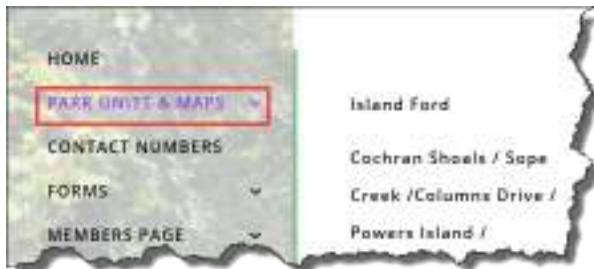 HOME
PARK UNITS & MAPS
CONTACT NUMBERS
FORMS
MEMBERS PAGE
Island Ford
Cochran Shoals / Sope
Creek /Columns Drive /
Powers Island /